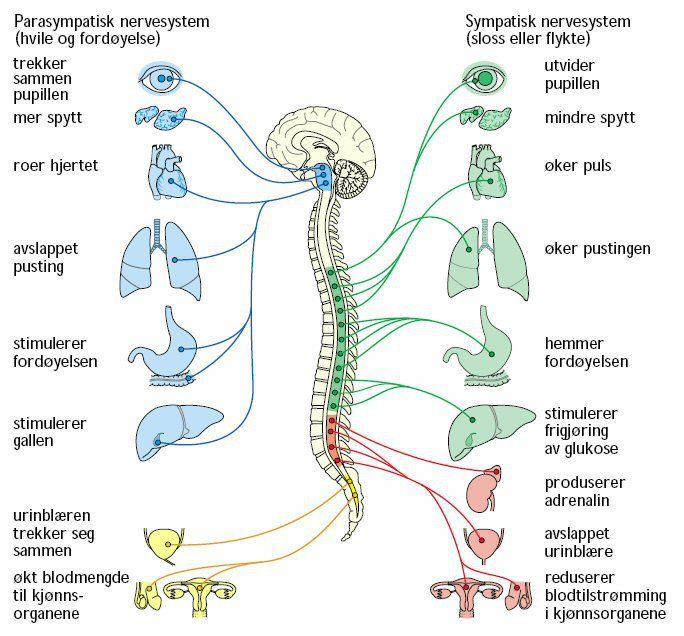 Parasympatisk nervesystem
(hvile og fordøyelse)
trekker
sammen
pupillen
mer spytt
roer hjertet
avslappet
pusting
stimulerer
fordøyelsen
stimulerer
gallen
urinblæren
trekker seg
sammen
økt blodmengde
til kjønns-
organene
Sympatisk nervesystem
(sloss eller flykte)
utvider
pupillen
mindre spytt
øker puls
øker pustingen
hemmer
fordøyelsen
stimulerer
frigjøring
av glukose
produserer
adrenalin
avslappet
urinblære
reduserer
blodtilstrømming
i kjønnsorganene